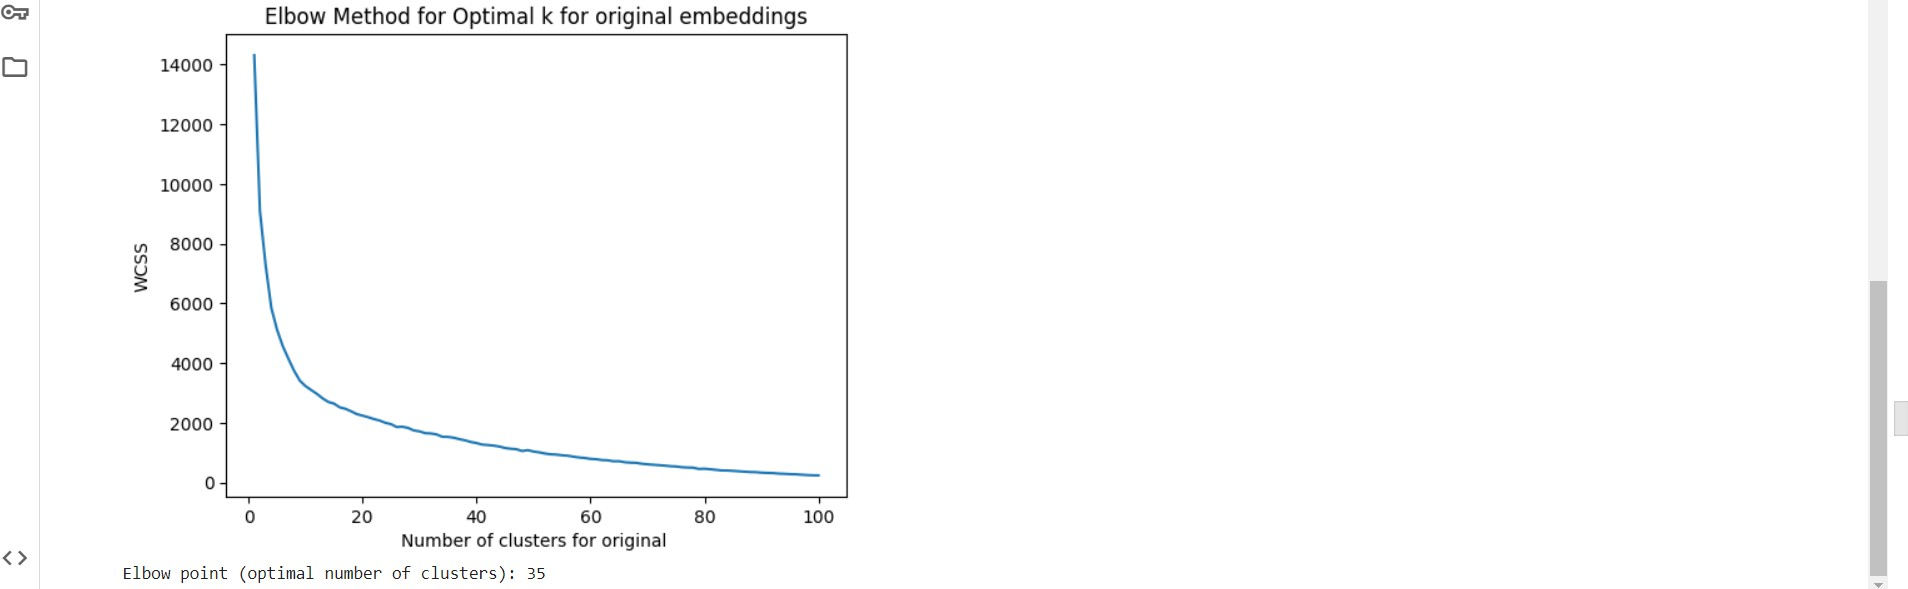 Elbow Method for Optimal k for original embeddings
14000
12000
10000
8000
6000
4000
2000
0
WCSS
0 20 40 60 80 100
Number of clusters for original
Elbow point (optimal number of clusters): 35